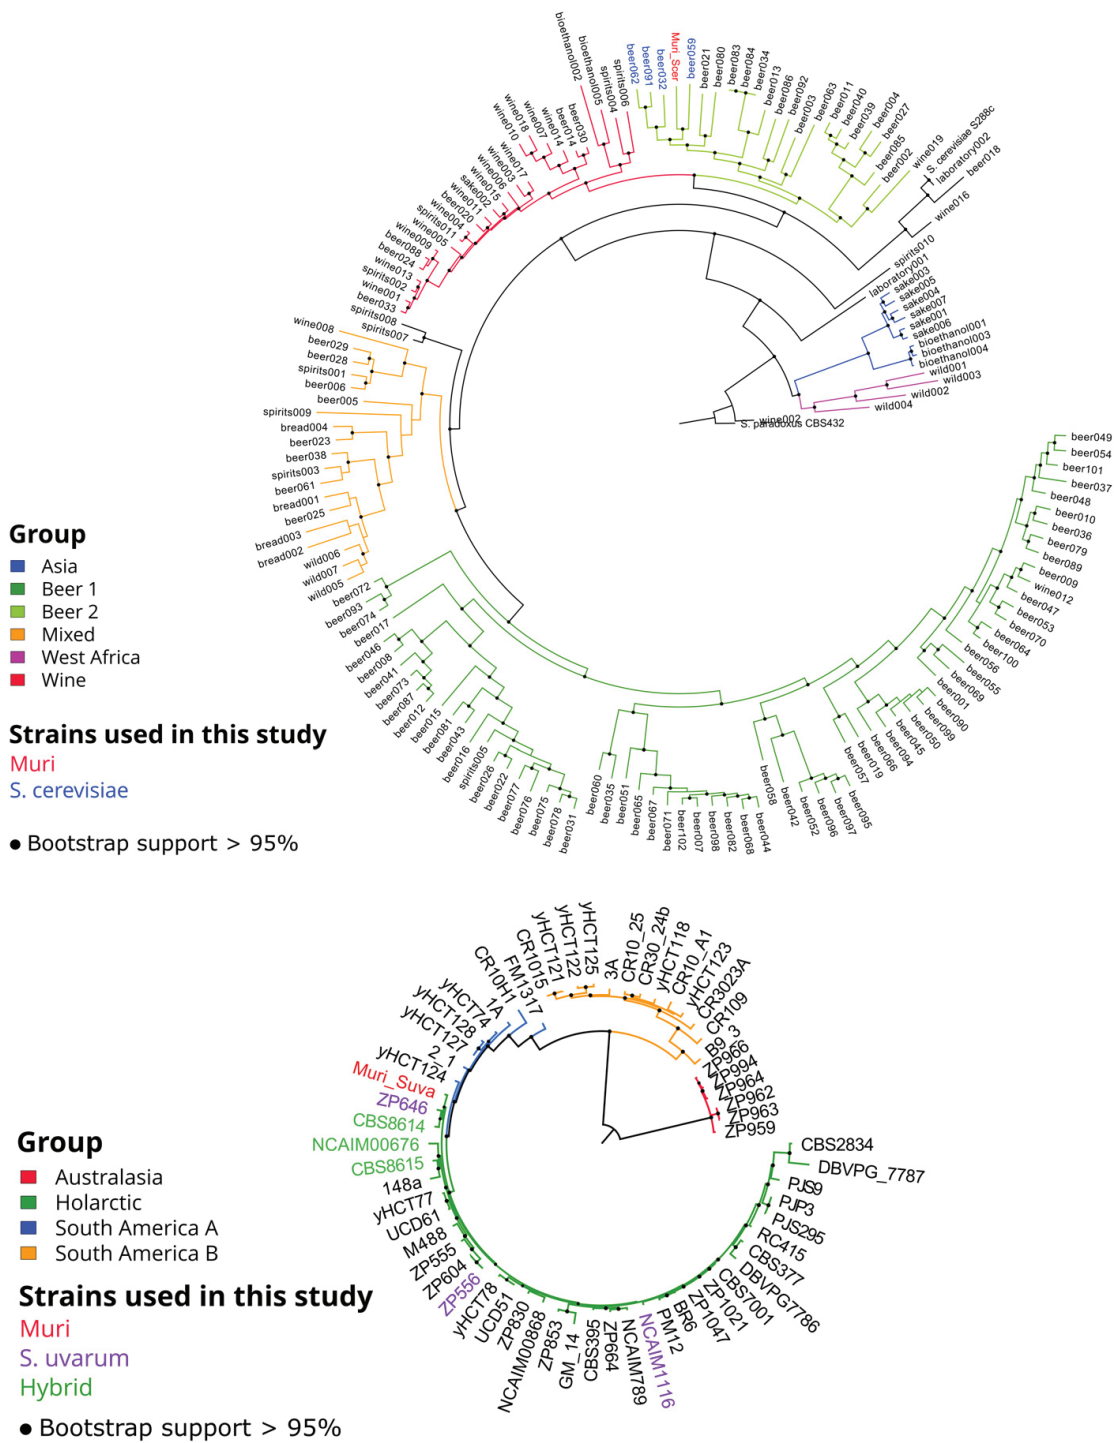 bioethanol002
bioethanol005
spirits004
spirits006
beer062
beer091
beer032
Muri_Scer
beer059
beer021
beer080
beer083
beer084
beer034
beer013
beer086
beer092
beer003
beer063
beer011
beer040
beer039
beer004
beer027
beer085
beer002
wine019
S. cerevisiae S288c
laboratory002
beer018
wine016
spirits010
laboratory001
sake003
sake005
sake004
sake007
sake001
sake006
bioethanol001
bioethanol003
bioethanol004
wild001
wild003
wild002
wild004
wine002
S. paradoxus CBS432
beer049
beer054
beer101
beer037
beer048
beer010
beer036
beer079
beer089
beer009
wine012
beer047
beer053
beer070
beer064
beer100
beer056
beer055
beer069
beer001
beer090
beer099
beer050
beer045
beer094
beer066
beer019
beer057
beer095
beer097
beer096
beer052
beer042
beer058
beer044
beer068
beer082
beer098
beer007
beer102
beer071
beer067
beer065
beer051
beer035
beer060
beer031
beer078
beer075
beer076
beer077
beer022
beer026
spirits005
beer016
beer043
beer081
beer015
beer012
beer087
beer073
beer041
beer008
beer046
beer017
beer074
beer093
beer072
wild005
wild007
wild006
bread002
bread003
beer025
bread001
beer061
spirits003
beer038
beer023
bread004
spirits009
beer005
beer006
spirits001
beer028
beer029
wine008
spirits007
spirits008
beer033
wine001
spirits002
wine013
beer024
beer088
wine009
wine005
spirits011
wine004
beer020
wine011
sake002
wine015
wine006
wine003
wine017
wine010
wine018
wine007
wine014
beer014
beer030
Group
Asia
Beer 1
Beer 2
Mixed
West Africa
Wine
Strains used in this study
Muri
S. cerevisiae
Bootstrap support > 95%
yHCT124
2_1
yHCT127
yHCT128
yHCT74
1A
CR10H1
FM1317
CR1015
yHCT121
yHCT122
yHCT125
3A
CR10_25
CR30_24b
yHCT118
CR10_A1
yHCT123
CR3023A
CR109
B9_3
ZP966
ZP994
ZP964
ZP962
ZP963
ZP959
CBS2834
DBVPG_7787
PJS9
PJP3
PJS295
RC415
CBS377
DBVPG7786
CBS7001
ZP1021
ZP1047
BR6
PM12
NCAIM1116
NCAIM789
ZP664
CBS395
GM_14
ZP853
NCAIM00868
ZP830
UCD51
yHCT78
ZP556
ZP604
ZP555
M488
UCD61
yHCT77
148a
CBS8615
NCAIM00676
CBS8614
ZP646
Muri_Suva
Group
Australasia
Holarctic
South America A
South America B
Strains used in this study
Muri
S. uvarum
Hybrid
Bootstrap support > 95%